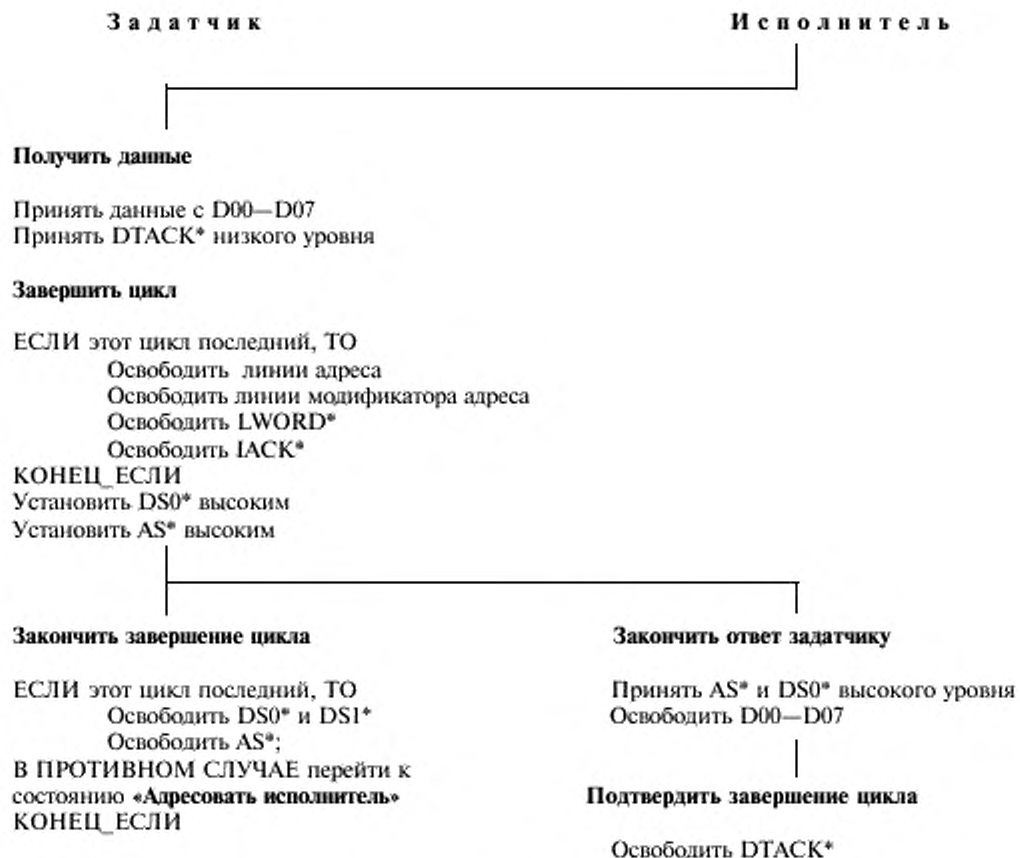 Задатчик
Исполнитель
Получить данные
Принять данные с D00—D07
Принять DTACK* низкого уровня
Завершить цикл
ЕСЛИ этот цикл последний, ТО
Освободить линии адреса
Освободить линии модификатора адреса
Освободить LWORD*
Освободить IACK*
КОНЕЦ_ЕСЛИ
Установить DS0* высоким
Установить AS* высоким
Закончить завершение цикла
ЕСЛИ этот цикл последний, ТО
Освободить DS0* и DS1*
Освободить AS*;
В ПРОТИВНОМ СЛУЧАЕ перейти к
состоянию «Адресовать исполнитель»
КОНЕЦ_ЕСЛИ
Закончить ответ задатчику
Принять AS* и DS0* высокого уровня
Освободить D00—D07
Подтвердить завершение цикла
Освободить DTACK*